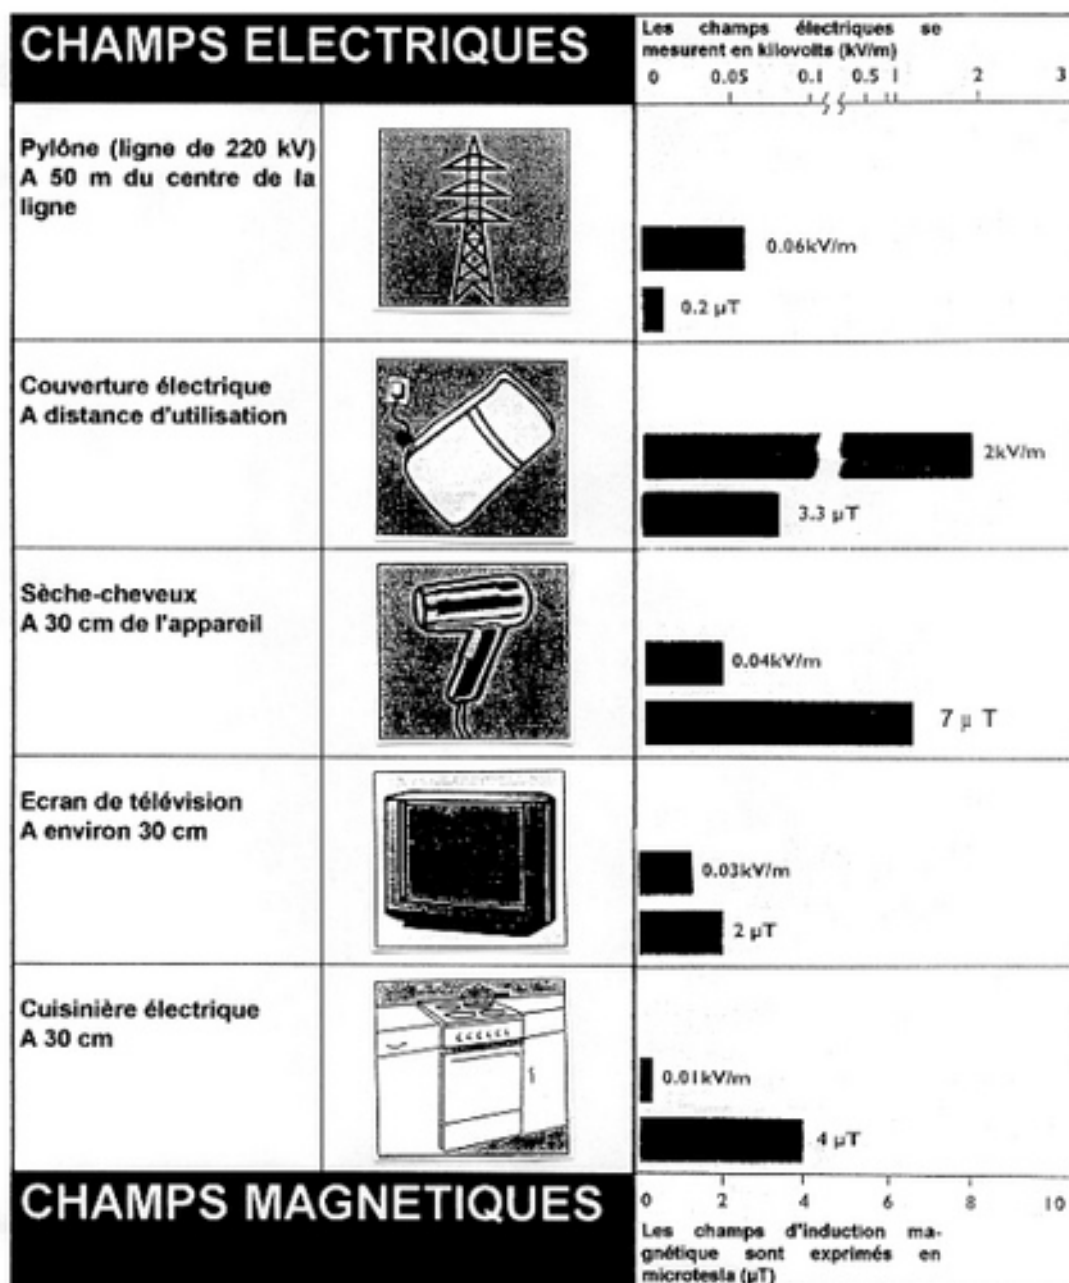 CHAMPS ELECTRIQUES
Les champs électriques se
mesurent en kilovolts (kV/m)
0 0.05 0.1 0.5 1 2 3
Pylône (ligne de 220 kV)
A 50 m du centre de la
ligne
0.06kV/m
0.2 µT
Couverture électrique
A distance d'utilisation
2kV/m
3.3 µT
Sèche-cheveux
A 30 cm de l'appareil
0.04kV/m
7 µ T
Ecran de télévision
A environ 30 cm
0.03kV/m
2 µT
Cuisinière électrique
A 30 cm
0.01kV/m
4 µT
CHAMPS MAGNETIQUES
0 2 4 6 8 10
Les champs d'induction ma-
gnétique sont exprimés en
microtesla (µT)